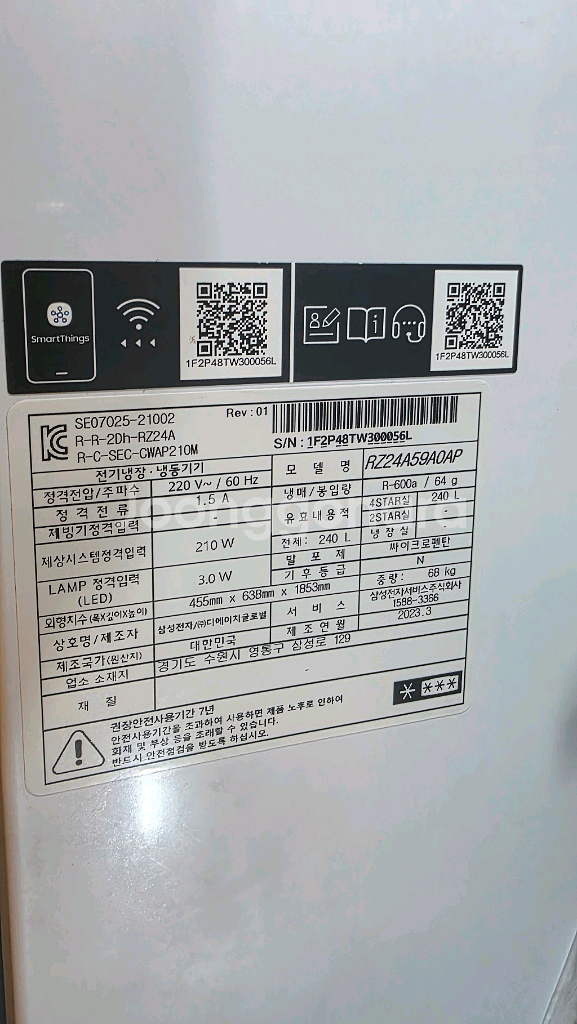 SmartThings
1F2P48TW300056L
1F2P48TW300056L
SE07025-21002
R-R-2Dh-RZ24A
R-C-SEC-CWAP210M
Rev : 01
S/N : 1F2P48TW300056L
전기냉장 · 냉동기기
모 델 명 RZ24A59A0AP
정격전압/주파수 220 V~ / 60 Hz
냉매/봉입량 R-600a / 64 g
정 격 전 류 1.5 A
유효내용적 4STAR실 240 L
제빙기정격입력
2STAR실
제상시스템정격입력 210 W
전체: 240 L 냉 장 실
발 포 제 싸이크로펜탄
LAMP 정격입력 (LED) 3.0 W
기 후 등 급 N
외형치수 (폭X깊이X높이) 455mm x 638mm x 1853mm
중량: 68 kg
상호명/제조자 삼성전자/㈜디에이치글로벌
서 비 스 삼성전자서비스주식회사
1588-3366
제조국가(원산지) 대한민국
제 조 연 월 2023.3
업소 소재지 경기도 수원시 영통구 삼성로 129
재 질 -
권장안전사용기간 7년
안전사용기간을 초과하여 사용하면 제품 노후로 인하여
화재 및 부상 등을 초래할 수 있습니다.
반드시 안전점검을 받도록 하십시오.